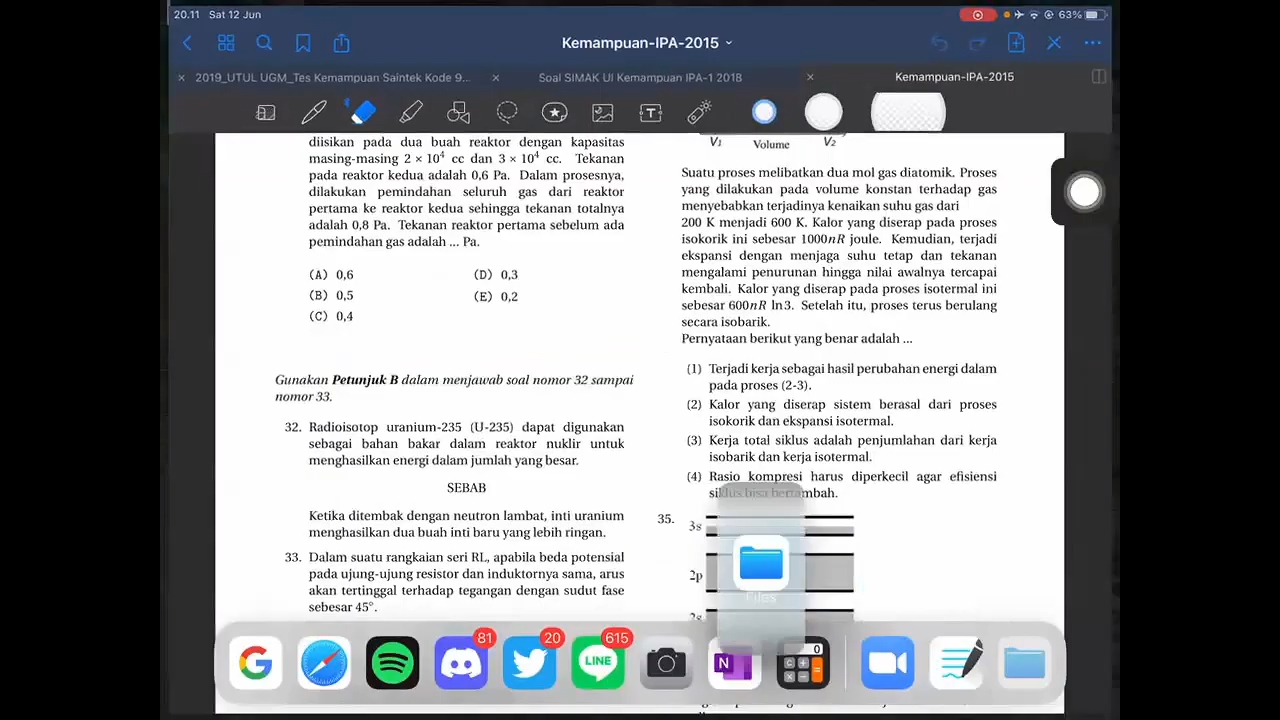 20.11 Sat 12 Jun
63%
Kemampuan-IPA-2015
2019_UTUL UGM_Tes Kemampuan Saintek Kode 9...
Soal SIMAK UI Kemampuan IPA-1 2018
Kemampuan-IPA-2015
diisikan pada dua buah reaktor dengan kapasitas
masing-masing 2 × 10⁴ cc dan 3 × 10⁴ cc. Tekanan
pada reaktor kedua adalah 0,6 Pa. Dalam prosesnya,
dilakukan pemindahan seluruh gas dari reaktor
pertama ke reaktor kedua sehingga tekanan totalnya
adalah 0,8 Pa. Tekanan reaktor pertama sebelum ada
pemindahan gas adalah ... Pa.
(A) 0,6
(D) 0,3
(B) 0,5
(E) 0,2
(C) 0,4
Gunakan Petunjuk B dalam menjawab soal nomor 32 sampai
nomor 33.
32. Radioisotop uranium-235 (U-235) dapat digunakan
sebagai bahan bakar dalam reaktor nuklir untuk
menghasilkan energi dalam jumlah yang besar.
SEBAB
Ketika ditembak dengan neutron lambat, inti uranium
menghasilkan dua buah inti baru yang lebih ringan.
33. Dalam suatu rangkaian seri RL, apabila beda potensial
pada ujung-ujung resistor dan induktornya sama, arus
akan tertinggal terhadap tegangan dengan sudut fase
sebesar 45°.
V₁ Volume V₂
Suatu proses melibatkan dua mol gas diatomik. Proses
yang dilakukan pada volume konstan terhadap gas
menyebabkan terjadinya kenaikan suhu gas dari
200 K menjadi 600 K. Kalor yang diserap pada proses
isokorik ini sebesar 1000nR joule. Kemudian, terjadi
ekspansi dengan menjaga suhu tetap dan tekanan
mengalami penurunan hingga nilai awalnya tercapai
kembali. Kalor yang diserap pada proses isotermal ini
sebesar 600nR ln3. Setelah itu, proses terus berulang
secara isobarik.
Pernyataan berikut yang benar adalah ...
(1) Terjadi kerja sebagai hasil perubahan energi dalam
pada proses (2-3).
(2) Kalor yang diserap sistem berasal dari proses
isokorik dan ekspansi isotermal.
(3) Kerja total siklus adalah penjumlahan dari kerja
isobarik dan kerja isotermal.
(4) Rasio kompresi harus diperkecil agar efisiensi
siklus bisa bertambah.
35.
3s
2p
2s
Files
81
20
615
LINE
N
0